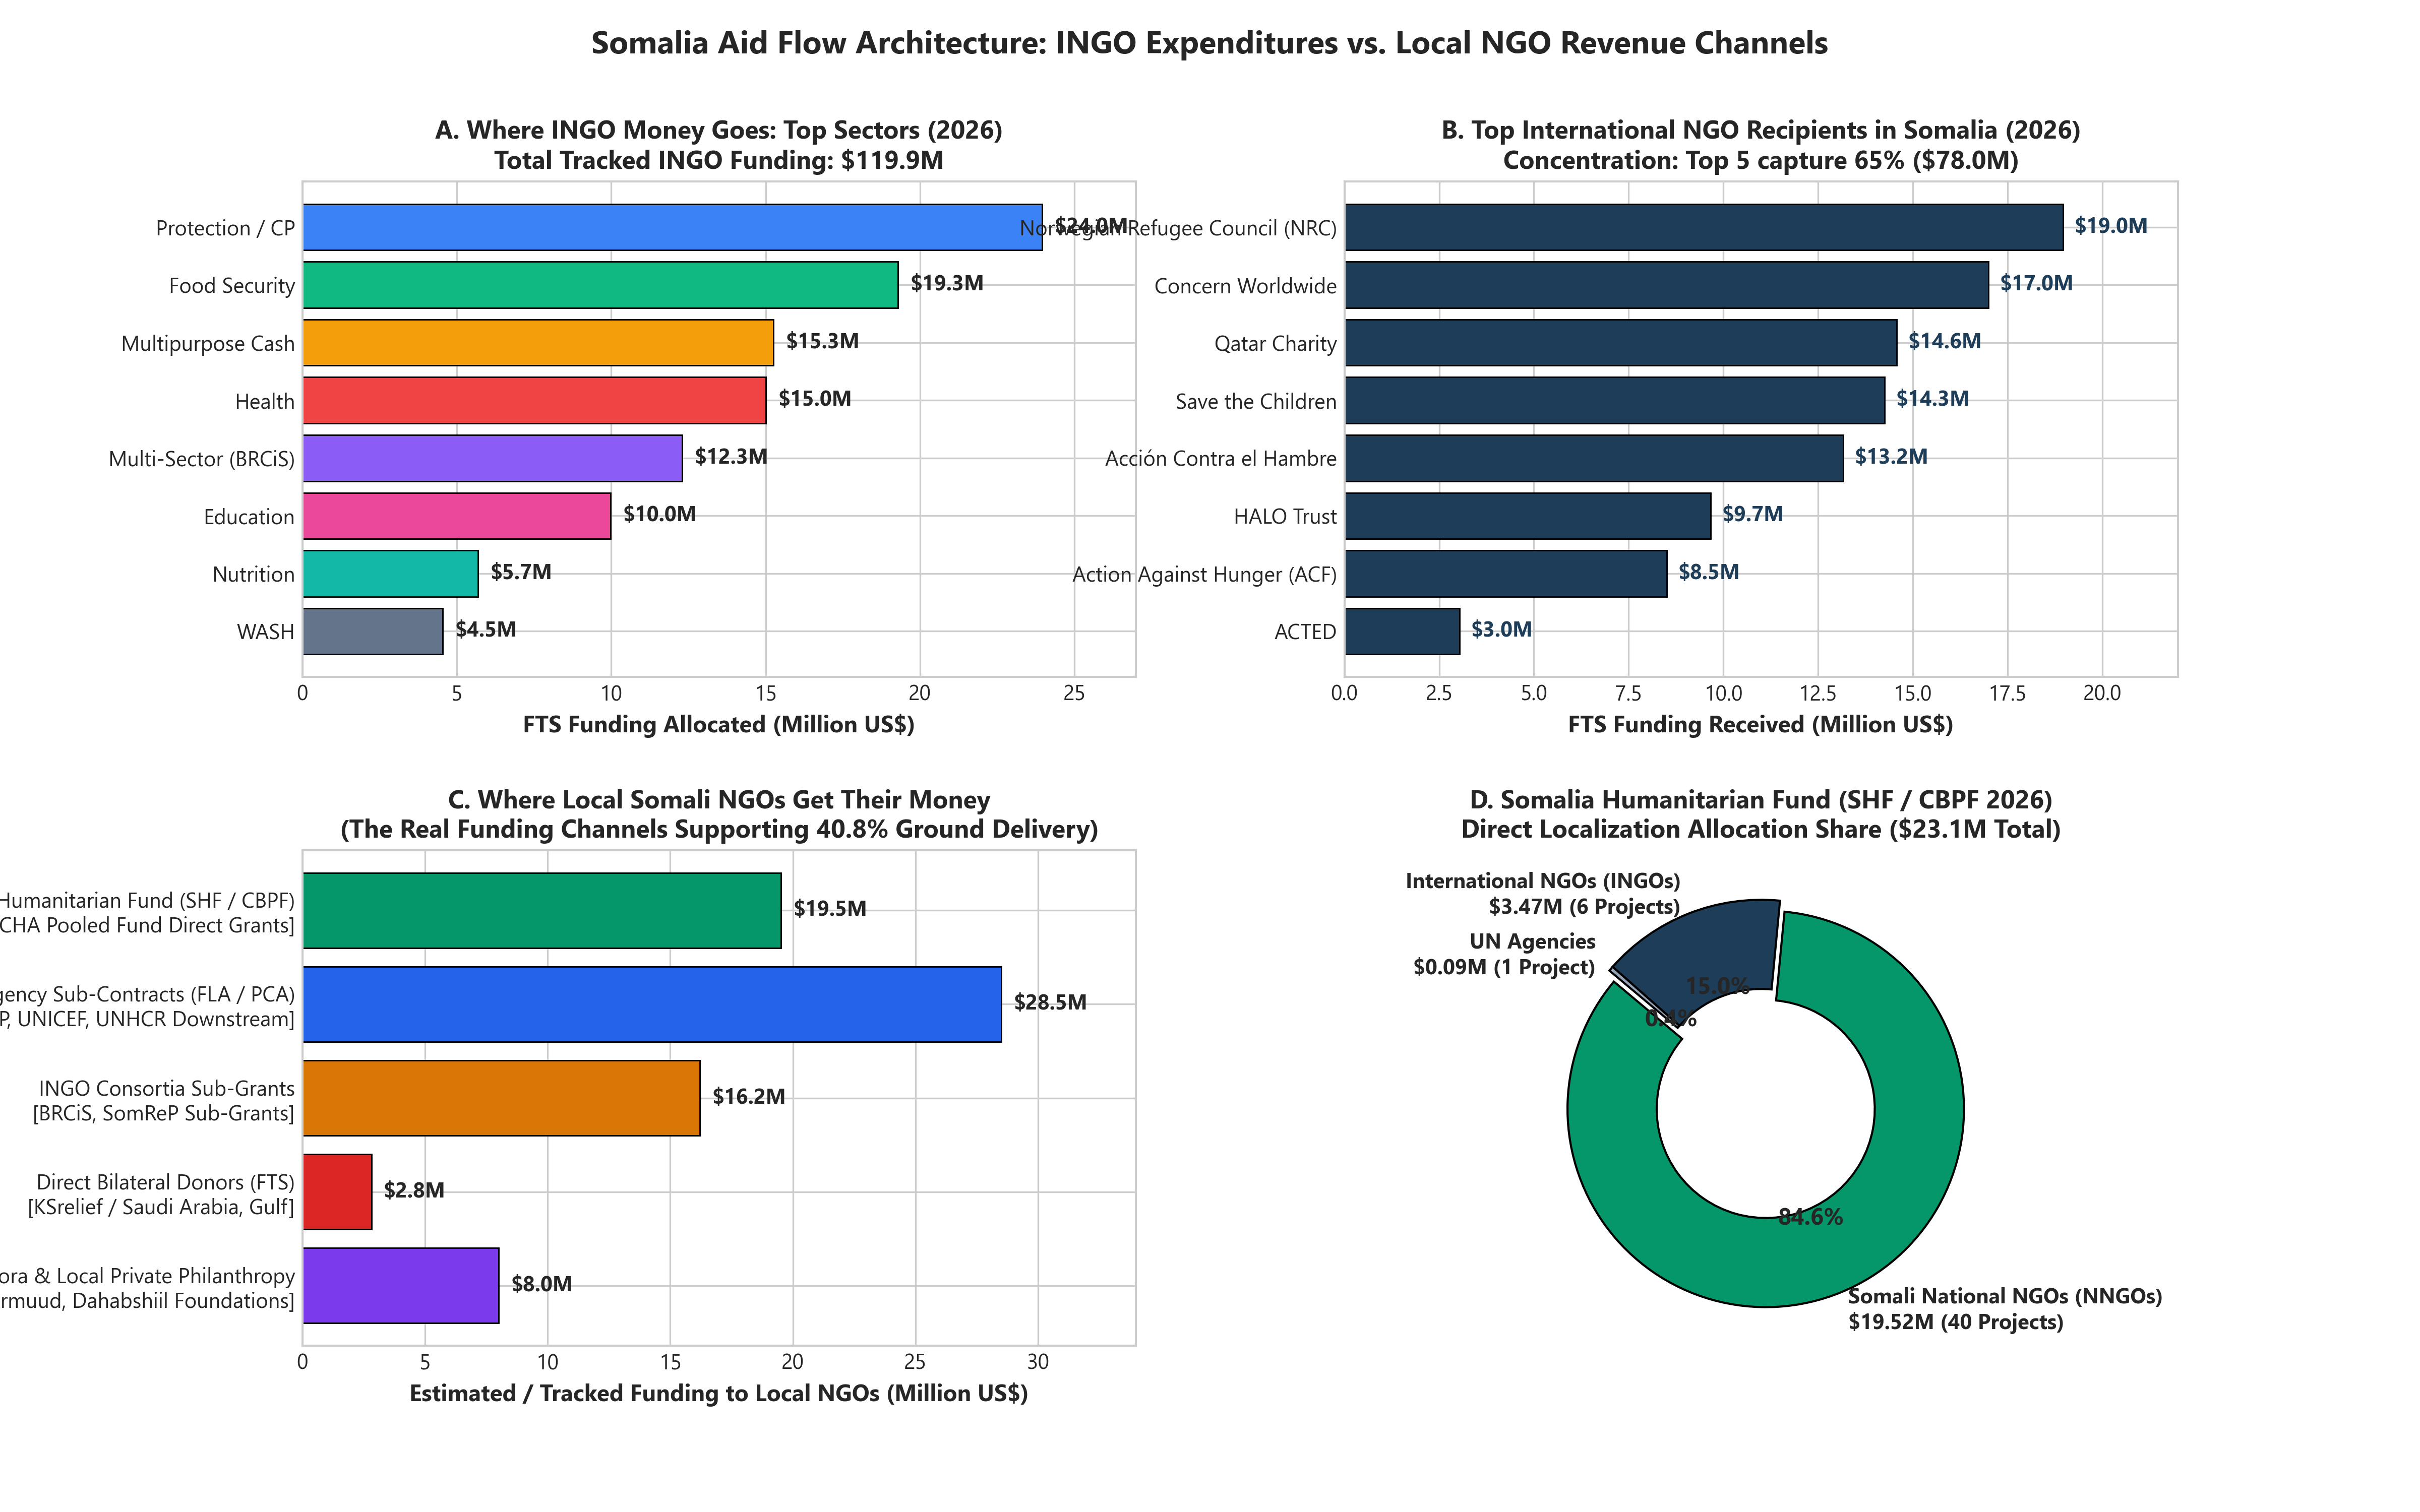 Somalia Aid Flow Architecture: INGO Expenditures vs. Local NGO Revenue Channels
A. Where INGO Money Goes: Top Sectors (2026)
Total Tracked INGO Funding: $119.9M
Protection / CP
$24.0M
Food Security
$19.3M
Multipurpose Cash
$15.3M
Health
$15.0M
Multi-Sector (BRCiS)
$12.3M
Education
$10.0M
Nutrition
$5.7M
WASH
$4.5M
0 5 10 15 20 25
FTS Funding Allocated (Million US$)
B. Top International NGO Recipients in Somalia (2026)
Concentration: Top 5 capture 65% ($78.0M)
Norwegian Refugee Council (NRC)
$19.0M
Concern Worldwide
$17.0M
Qatar Charity
$14.6M
Save the Children
$14.3M
Acción Contra el Hambre
$13.2M
HALO Trust
$9.7M
Action Against Hunger (ACF)
$8.5M
ACTED
$3.0M
0.0 2.5 5.0 7.5 10.0 12.5 15.0 17.5 20.0
FTS Funding Received (Million US$)
C. Where Local Somali NGOs Get Their Money
(The Real Funding Channels Supporting 40.8% Ground Delivery)
Humanitarian Fund (SHF / CBPF)
CHA Pooled Fund Direct Grants]
$19.5M
gency Sub-Contracts (FLA / PCA)
P, UNICEF, UNHCR Downstream]
$28.5M
INGO Consortia Sub-Grants
[BRCiS, SomReP Sub-Grants]
$16.2M
Direct Bilateral Donors (FTS)
[KSrelief / Saudi Arabia, Gulf]
$2.8M
ora & Local Private Philanthropy
rmuud, Dahabshiil Foundations]
$8.0M
0 5 10 15 20 25 30
Estimated / Tracked Funding to Local NGOs (Million US$)
D. Somalia Humanitarian Fund (SHF / CBPF 2026)
Direct Localization Allocation Share ($23.1M Total)
International NGOs (INGOs)
$3.47M (6 Projects)
UN Agencies
$0.09M (1 Project)
15.0%
0.4%
84.6%
Somali National NGOs (NNGOs)
$19.52M (40 Projects)